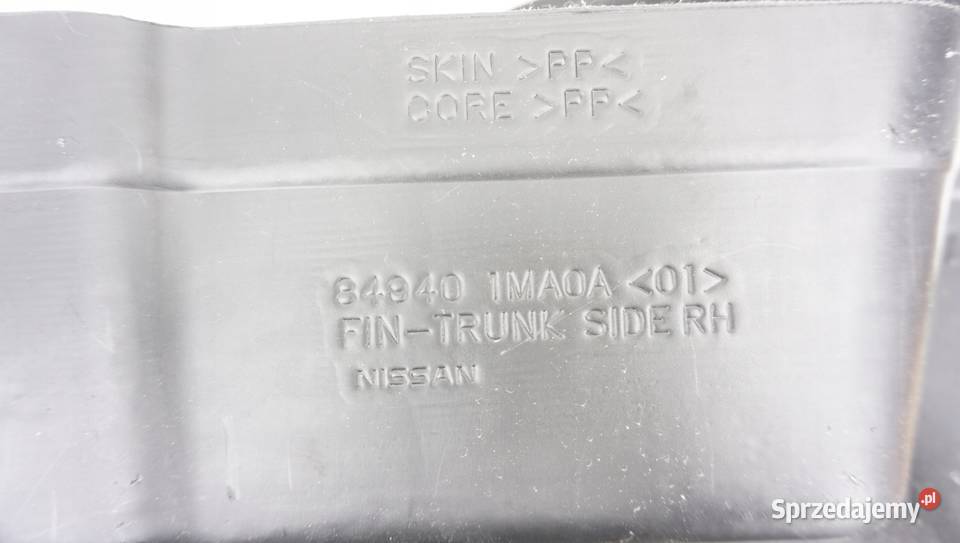 SKIN >PP<
CORE >PP<
84940 1MA0A <01>
FIN-TRUNK SIDE RH
NISSAN
Sprzedajemy.pl